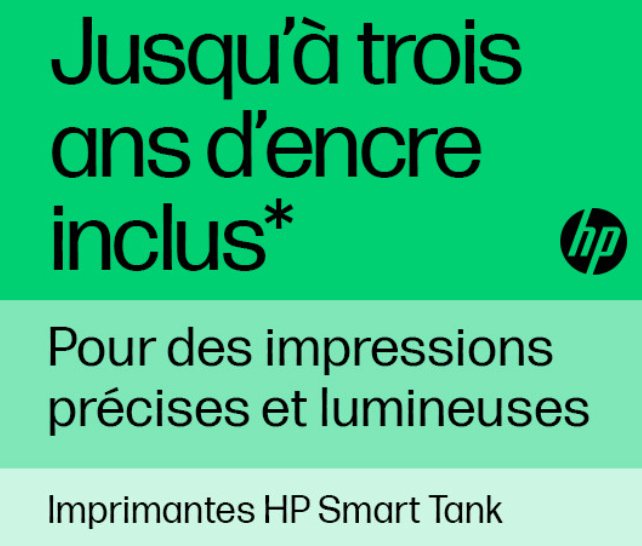 Jusqu’à trois
ans d’encre
inclus*
hp
Pour des impressions
précises et lumineuses
Imprimantes HP Smart Tank